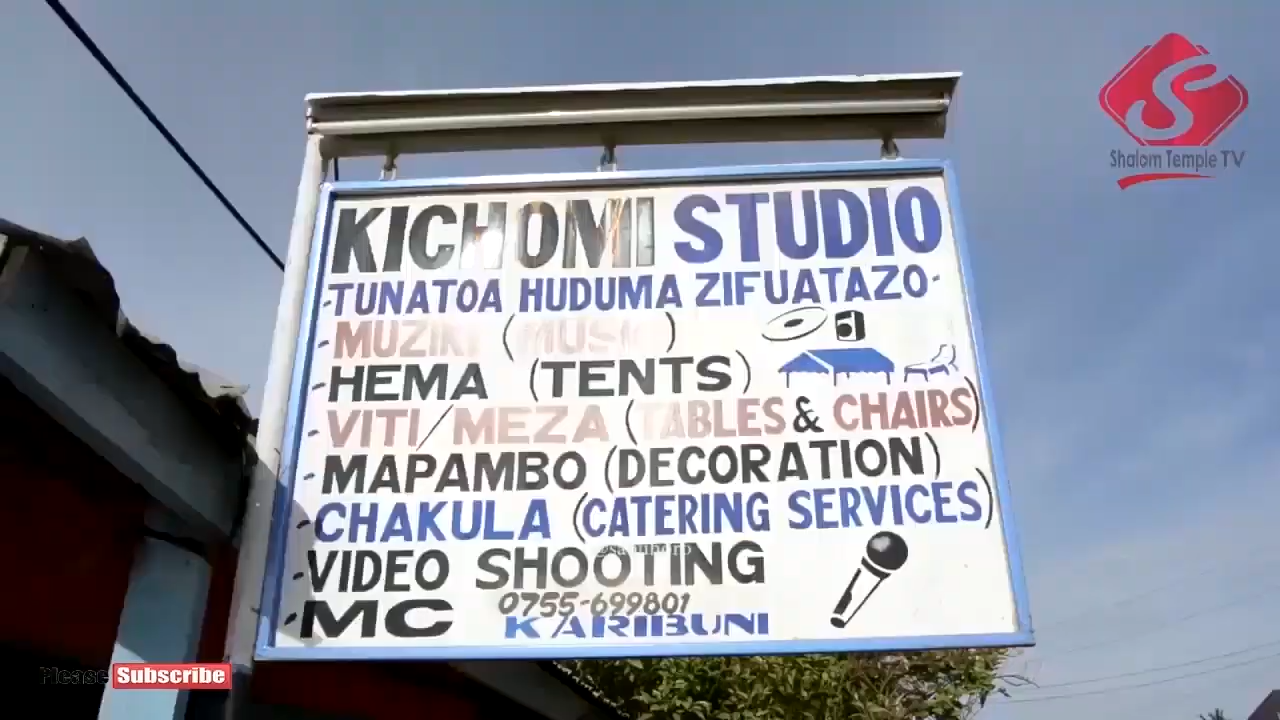 Shalom Temple TV
KICHOMI STUDIO
-TUNATOA HUDUMA ZIFUATAZO-
-MUZIKI (MUSIC)
-HEMA (TENTS)
-VITI/MEZA (TABLES & CHAIRS)
-MAPAMBO (DECORATION)
-CHAKULA (CATERING SERVICES)
-VIDEO SHOOTING
-MC 0755-699801
KARIBUNI
Please Subscribe